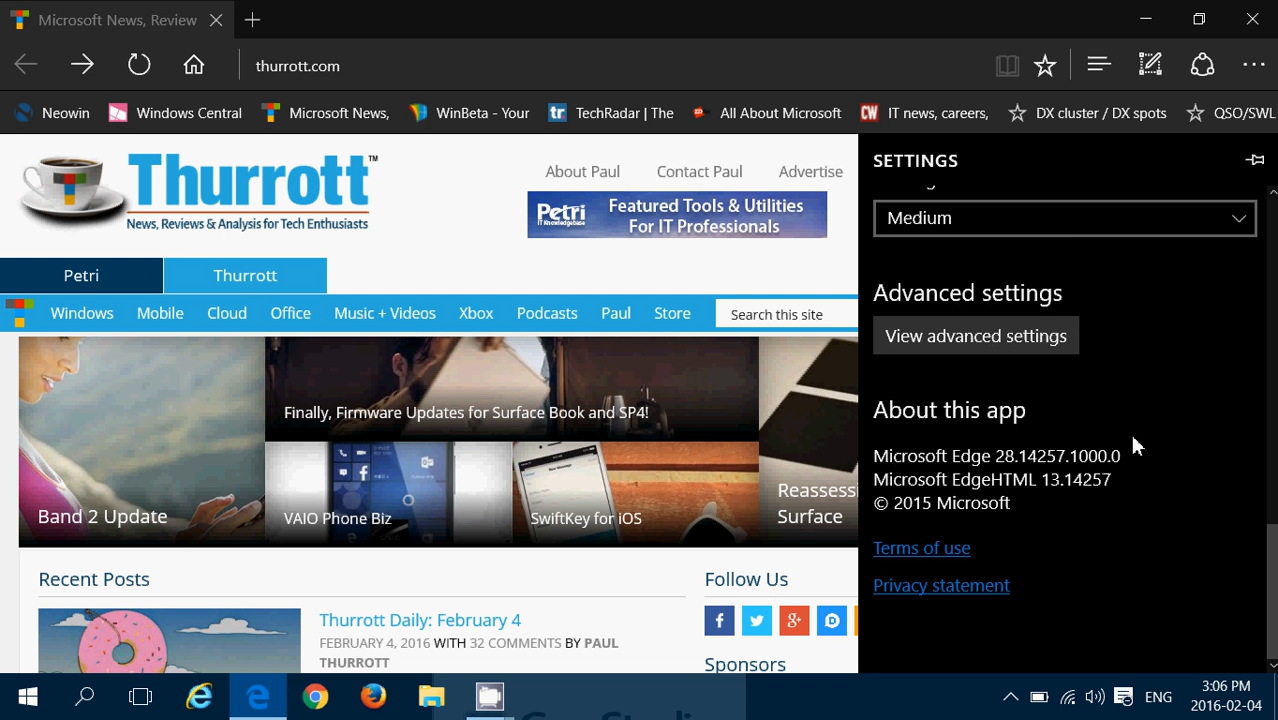 Microsoft News, Review
thurrott.com
Neowin
Windows Central
Microsoft News,
WinBeta - Your
TechRadar | The
All About Microsoft
CW
IT news, careers,
DX cluster / DX spots
QSO/SWL
Thurrott™
News, Reviews & Analysis for Tech Enthusiasts
About Paul
Contact Paul
Advertise
Petri
IT Knowledgebase
Featured Tools & Utilities
For IT Professionals
Petri
Thurrott
Windows
Mobile
Cloud
Office
Music + Videos
Xbox
Podcasts
Paul
Store
Search this site
Finally, Firmware Updates for Surface Book and SP4!
Band 2 Update
VAIO Phone Biz
SwiftKey for iOS
Reassessi
Surface
Recent Posts
Thurrott Daily: February 4
FEBRUARY 4, 2016 WITH 32 COMMENTS BY PAUL
THURROTT
Follow Us
Sponsors
SETTINGS
Medium
Advanced settings
View advanced settings
About this app
Microsoft Edge 28.14257.1000.0
Microsoft EdgeHTML 13.14257
© 2015 Microsoft
Terms of use
Privacy statement
ENG
3:06 PM
2016-02-04